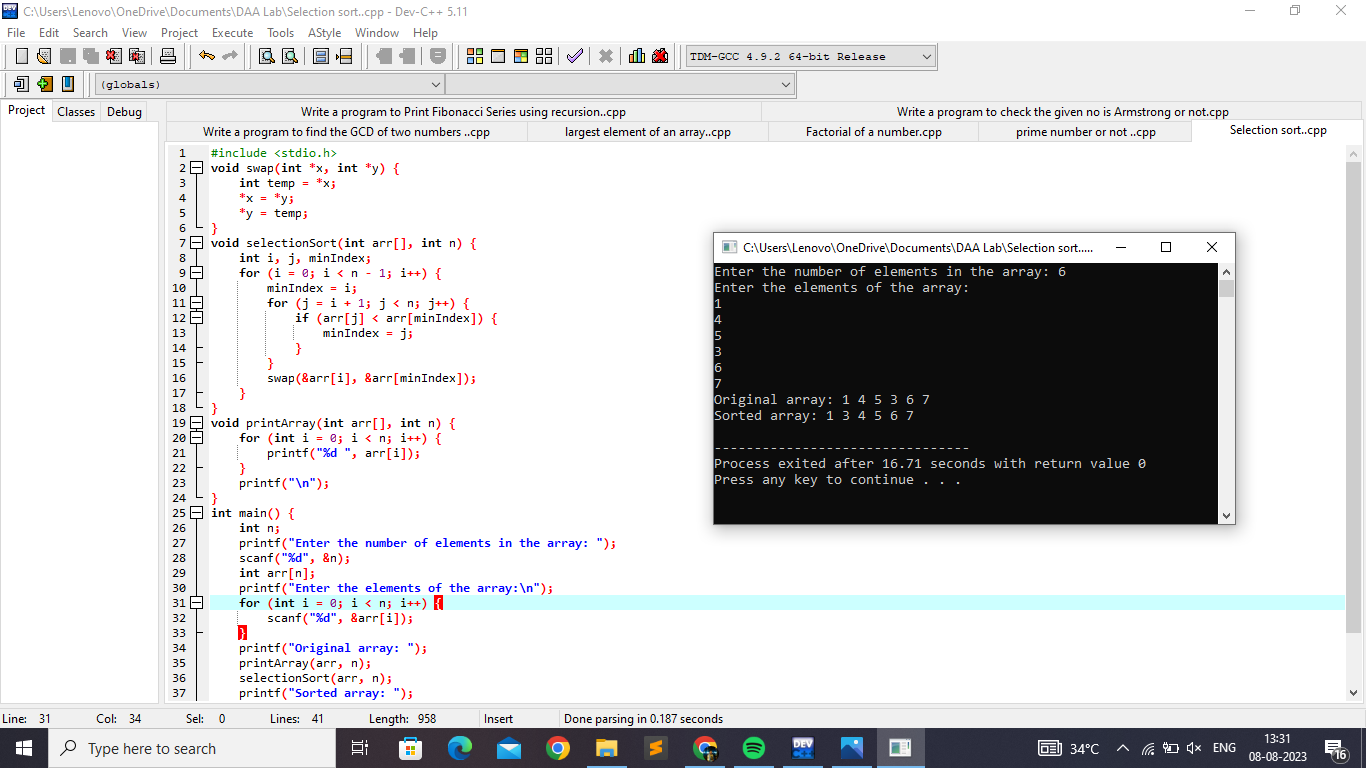 C:\Users\Lenovo\OneDrive\Documents\DAA Lab\Selection sort..cpp - Dev-C++ 5.11
File Edit Search View Project Execute Tools AStyle Window Help
TDM-GCC 4.9.2 64-bit Release
(globals)
Project Classes Debug
Write a program to Print Fibonacci Series using recursion..cpp
Write a program to check the given no is Armstrong or not.cpp
Write a program to find the GCD of two numbers ..cpp
largest element of an array..cpp
Factorial of a number.cpp
prime number or not ..cpp
Selection sort..cpp
1 #include <stdio.h>
2 void swap(int *x, int *y) {
3 int temp = *x;
4 *x = *y;
5 *y = temp;
6 }
7 void selectionSort(int arr[], int n) {
8 int i, j, minIndex;
9 for (i = 0; i < n - 1; i++) {
10 minIndex = i;
11 for (j = i + 1; j < n; j++) {
12 if (arr[j] < arr[minIndex]) {
13 minIndex = j;
14 }
15 }
16 swap(&arr[i], &arr[minIndex]);
17 }
18 }
19 void printArray(int arr[], int n) {
20 for (int i = 0; i < n; i++) {
21 printf("%d ", arr[i]);
22 }
23 printf("\n");
24 }
25 int main() {
26 int n;
27 printf("Enter the number of elements in the array: ");
28 scanf("%d", &n);
29 int arr[n];
30 printf("Enter the elements of the array:\n");
31 for (int i = 0; i < n; i++) {
32 scanf("%d", &arr[i]);
33 }
34 printf("Original array: ");
35 printArray(arr, n);
36 selectionSort(arr, n);
37 printf("Sorted array: ");
C:\Users\Lenovo\OneDrive\Documents\DAA Lab\Selection sort.....
Enter the number of elements in the array: 6
Enter the elements of the array:
1
4
5
3
6
7
Original array: 1 4 5 3 6 7
Sorted array: 1 3 4 5 6 7
--------------------------------
Process exited after 16.71 seconds with return value 0
Press any key to continue . . .
Line: 31 Col: 34 Sel: 0 Lines: 41 Length: 958 Insert Done parsing in 0.187 seconds
Type here to search
DEV
34°C
ENG
13:31
08-08-2023
16